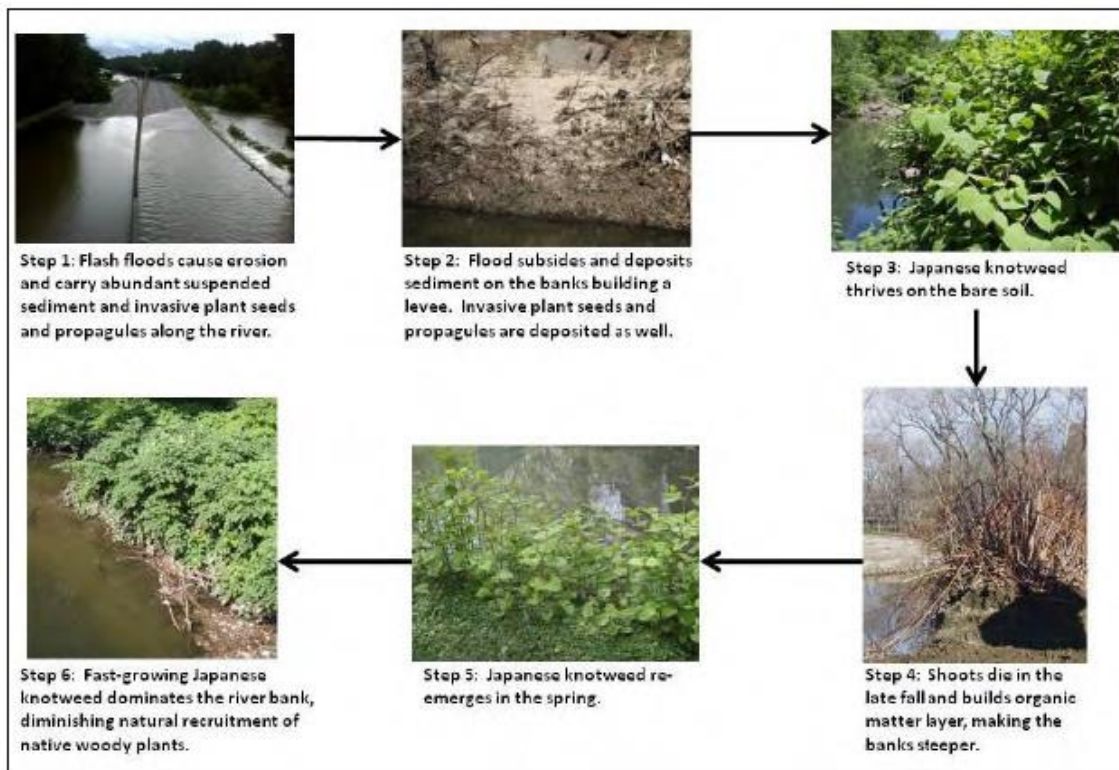 Step 1: Flash floods cause erosion
and carry abundant suspended
sediment and invasive plant seeds
and propagules along the river.
Step 2: Flood subsides and deposits
sediment on the banks building a
levee. Invasive plant seeds and
propagules are deposited as well.
Step 3: Japanese knotweed
thrives on the bare soil.
Step 4: Shoots die in the
late fall and builds organic
matter layer, making the
banks steeper.
Step 5: Japanese knotweed re-
emerges in the spring.
Step 6: Fast-growing Japanese
knotweed dominates the river bank,
diminishing natural recruitment of
native woody plants.